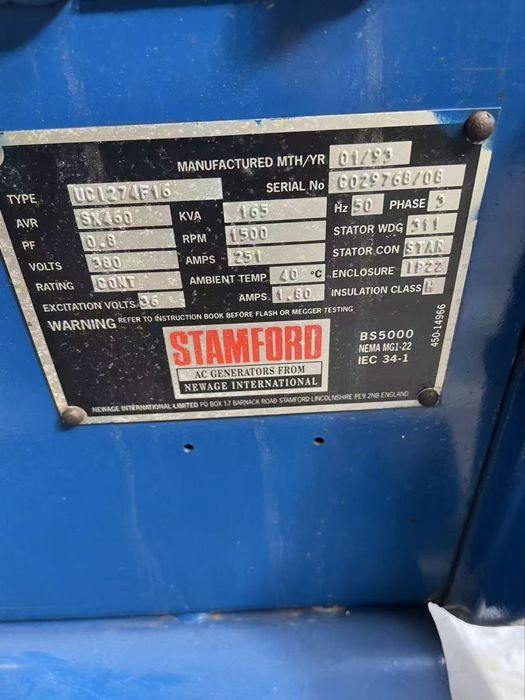 MANUFACTURED MTH/YR 01/93
TYPE UCI274F16 SERIAL No C029768/08
AVR SX460 KVA 165 Hz 50 PHASE 3
PF 0.8 RPM 1500 STATOR WDG 311
VOLTS 380 AMPS 251 STATOR CON STAR
RATING CONT AMBIENT TEMP 40 °C ENCLOSURE IP22
EXCITATION VOLTS 36 AMPS 1.80 INSULATION CLASS H
WARNING REFER TO INSTRUCTION BOOK BEFORE FLASH OR MEGGER TESTING
STAMFORD
AC GENERATORS FROM
NEWAGE INTERNATIONAL
BS5000
NEMA MG1-22
IEC 34-1
450-14966
NEWAGE INTERNATIONAL LIMITED PO BOX 17 BARNACK ROAD STAMFORD LINCOLNSHIRE PE9 2NB ENGLAND